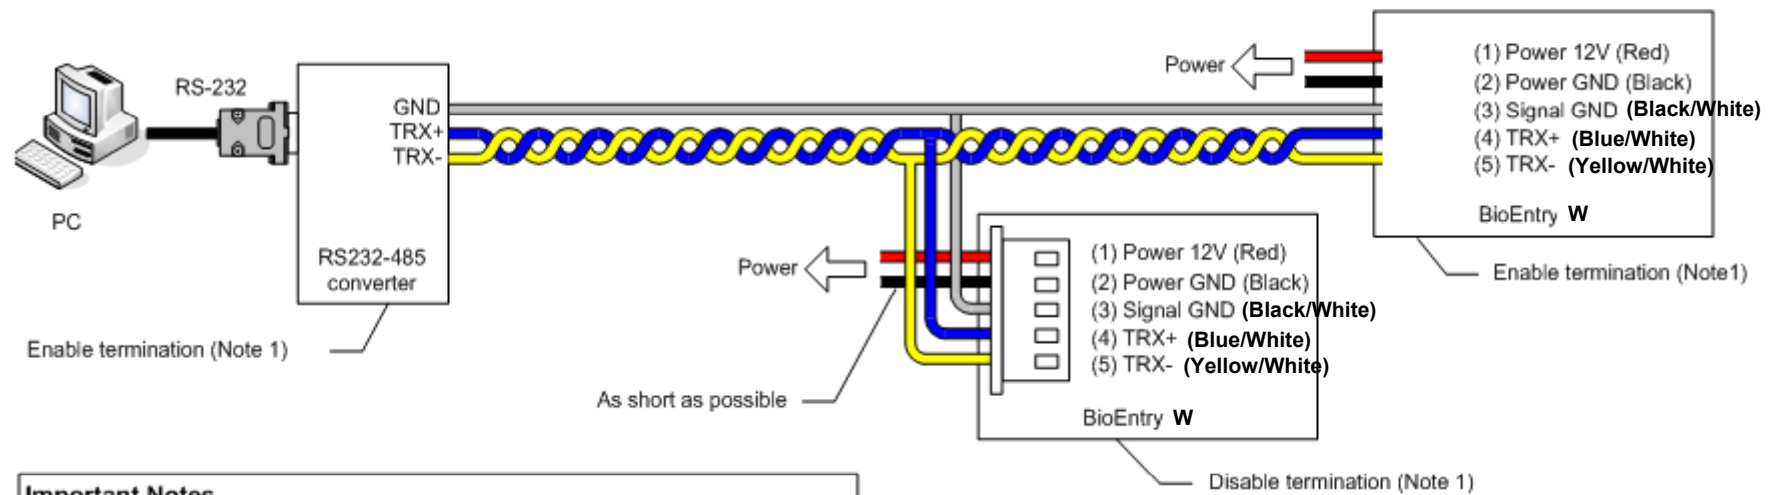 RS-232
PC
GND
TRX+
TRX-
RS232-485
converter
Enable termination (Note 1)
Power
(1) Power 12V (Red)
(2) Power GND (Black)
(3) Signal GND (Black/White)
(4) TRX+ (Blue/White)
(5) TRX- (Yellow/White)
BioEntry W
Enable termination (Note1)
Power
(1) Power 12V (Red)
(2) Power GND (Black)
(3) Signal GND (Black/White)
(4) TRX+ (Blue/White)
(5) TRX- (Yellow/White)
BioEntry W
As short as possible
Disable termination (Note 1)
Important Notes